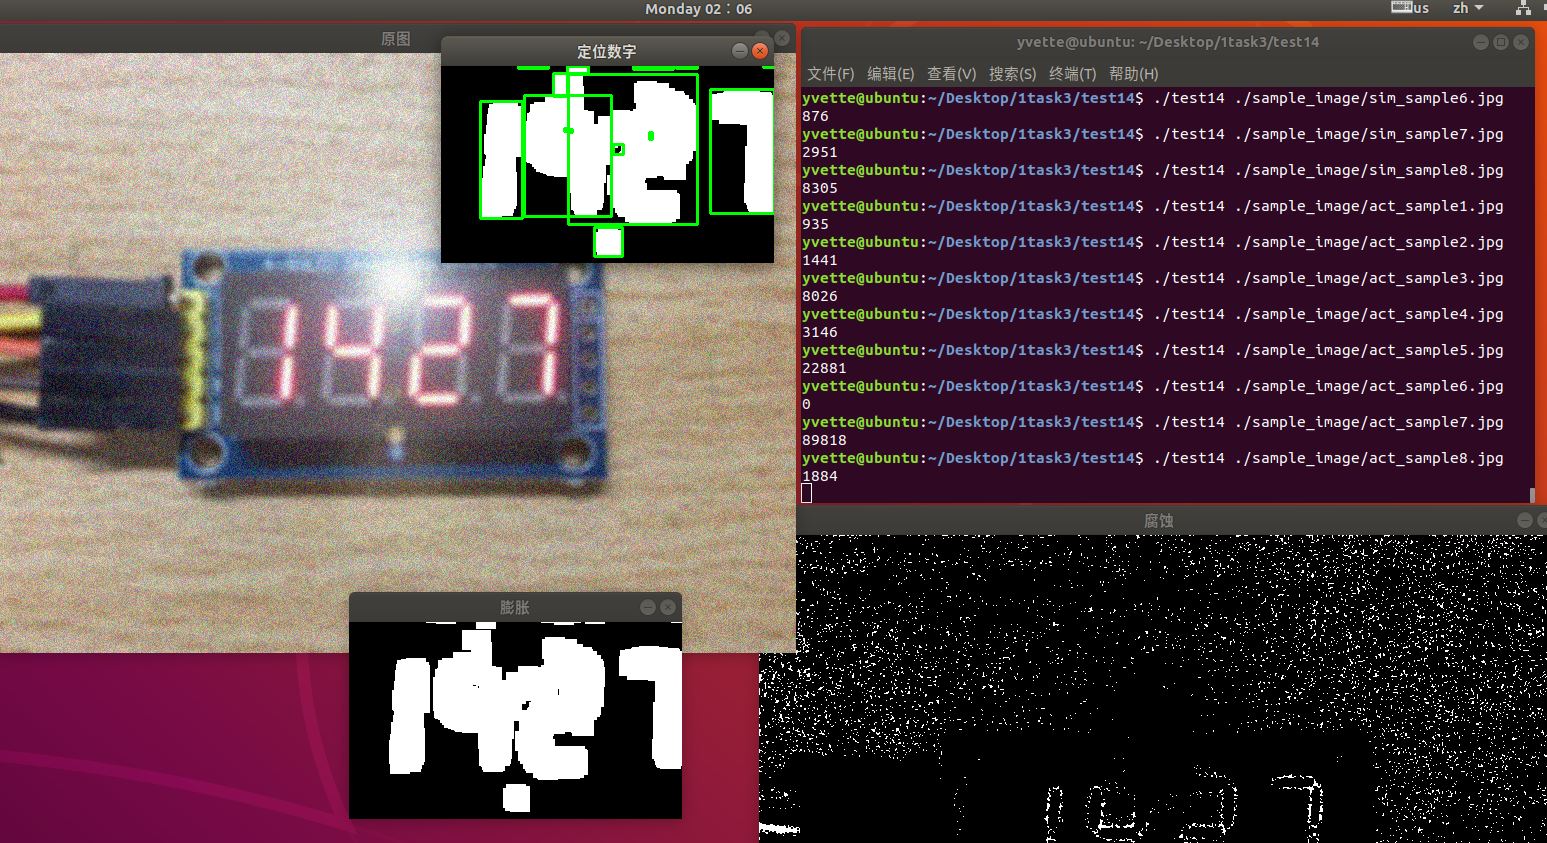 Monday 02：06
us
zh
原图
定位数字
1427
膨胀
yvette@ubuntu: ~/Desktop/1task3/test14
文件(F) 编辑(E) 查看(V) 搜索(S) 终端(T) 帮助(H)
yvette@ubuntu:~/Desktop/1task3/test14$ ./test14 ./sample_image/sim_sample6.jpg
876
yvette@ubuntu:~/Desktop/1task3/test14$ ./test14 ./sample_image/sim_sample7.jpg
2951
yvette@ubuntu:~/Desktop/1task3/test14$ ./test14 ./sample_image/sim_sample8.jpg
8305
yvette@ubuntu:~/Desktop/1task3/test14$ ./test14 ./sample_image/act_sample1.jpg
935
yvette@ubuntu:~/Desktop/1task3/test14$ ./test14 ./sample_image/act_sample2.jpg
1441
yvette@ubuntu:~/Desktop/1task3/test14$ ./test14 ./sample_image/act_sample3.jpg
8026
yvette@ubuntu:~/Desktop/1task3/test14$ ./test14 ./sample_image/act_sample4.jpg
3146
yvette@ubuntu:~/Desktop/1task3/test14$ ./test14 ./sample_image/act_sample5.jpg
22881
yvette@ubuntu:~/Desktop/1task3/test14$ ./test14 ./sample_image/act_sample6.jpg
0
yvette@ubuntu:~/Desktop/1task3/test14$ ./test14 ./sample_image/act_sample7.jpg
89818
yvette@ubuntu:~/Desktop/1task3/test14$ ./test14 ./sample_image/act_sample8.jpg
1884
腐蚀